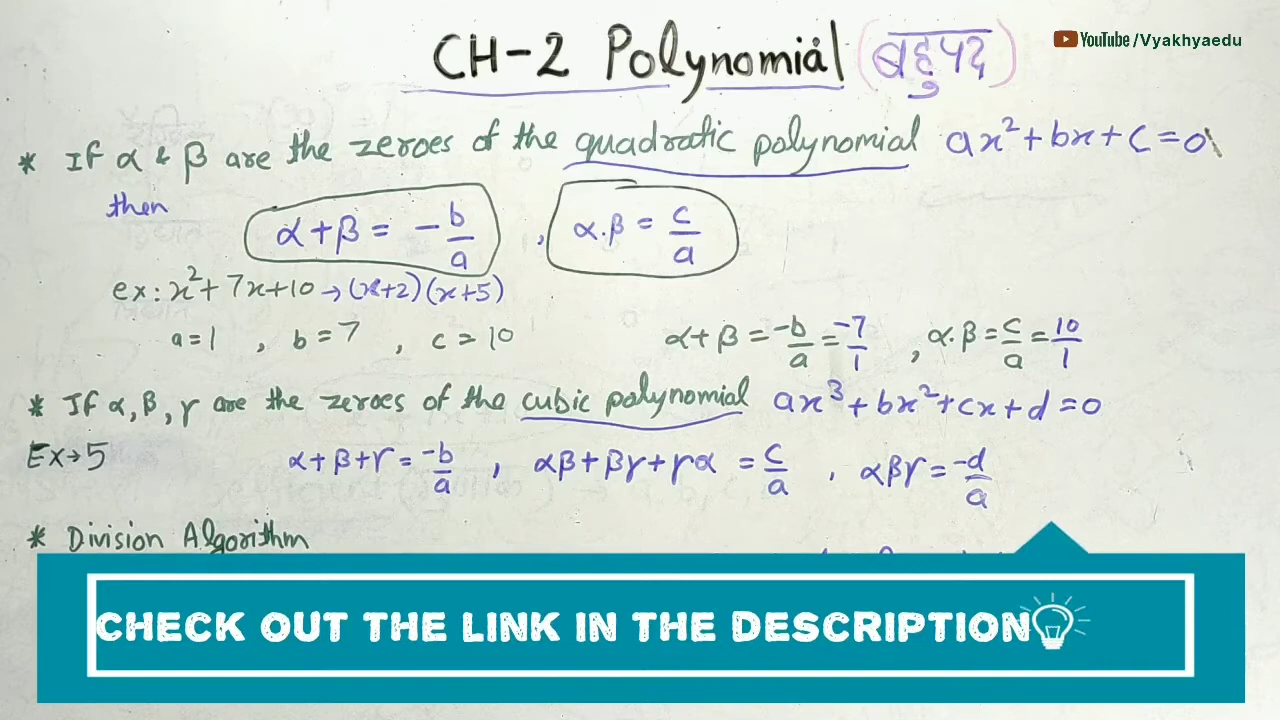 CH-2 Polynomial (बहुपद)
YouTube /Vyakhyaedu
* If α & β are the zeroes of the quadratic polynomial ax²+bx+c=0
then
α+β = -b/a , α.β = c/a
ex: x²+7x+10 → (x+2)(x+5)
a=1 , b=7 , c=10 α+β = -b/a = -7/1 , α.β = c/a = 10/1
* If α, β, γ are the zeroes of the cubic polynomial ax³+bx²+cx+d=0
Ex→5 α+β+γ = -b/a , αβ+βγ+γα = c/a , αβγ = -d/a
* Division Algorithm
CHECK OUT THE LINK IN THE DESCRIPTION